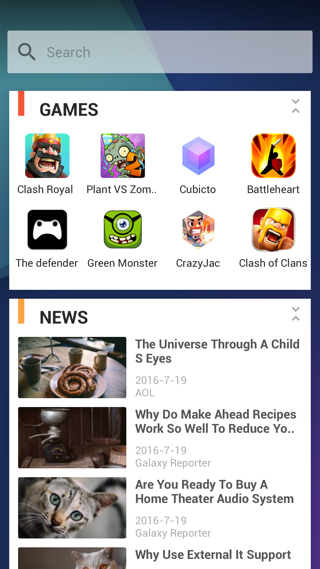 Search
GAMES
Clash Royal
Plant VS Zom..
Cubicto
Battleheart
The defender
Green Monster
CrazyJac
Clash of Clans
NEWS
The Universe Through A Child
S Eyes
2016-7-19
AOL
Why Do Make Ahead Recipes
Work So Well To Reduce Yo..
2016-7-19
Galaxy Reporter
Are You Ready To Buy A
Home Theater Audio System
2016-7-19
Galaxy Reporter
Why Use External It Support